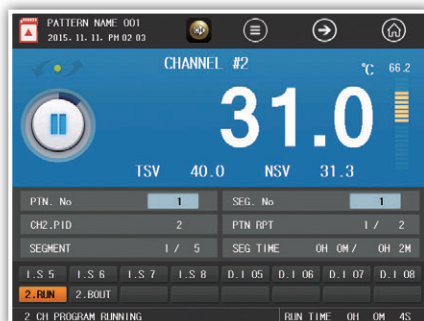 PATTERN NAME 001
2015. 11. 11. PM 02 03
CHANNEL #2
℃ 66.2
31.0
TSV 40.0 NSV 31.3
PTN. No 1 SEG. No 1
CH2.PID 2 PTN RPT 1 / 2
SEGMENT 1 / 5 SEG TIME 0H 0M/ 0H 2M
I.S 5 I.S 6 I.S 7 I.S 8 D.I 05 D.I 06 D.I 07 D.I 08
2.RUN 2.BOUT
2 CH PROGRAM RUNNING RUN TIME 0H 0M 4S